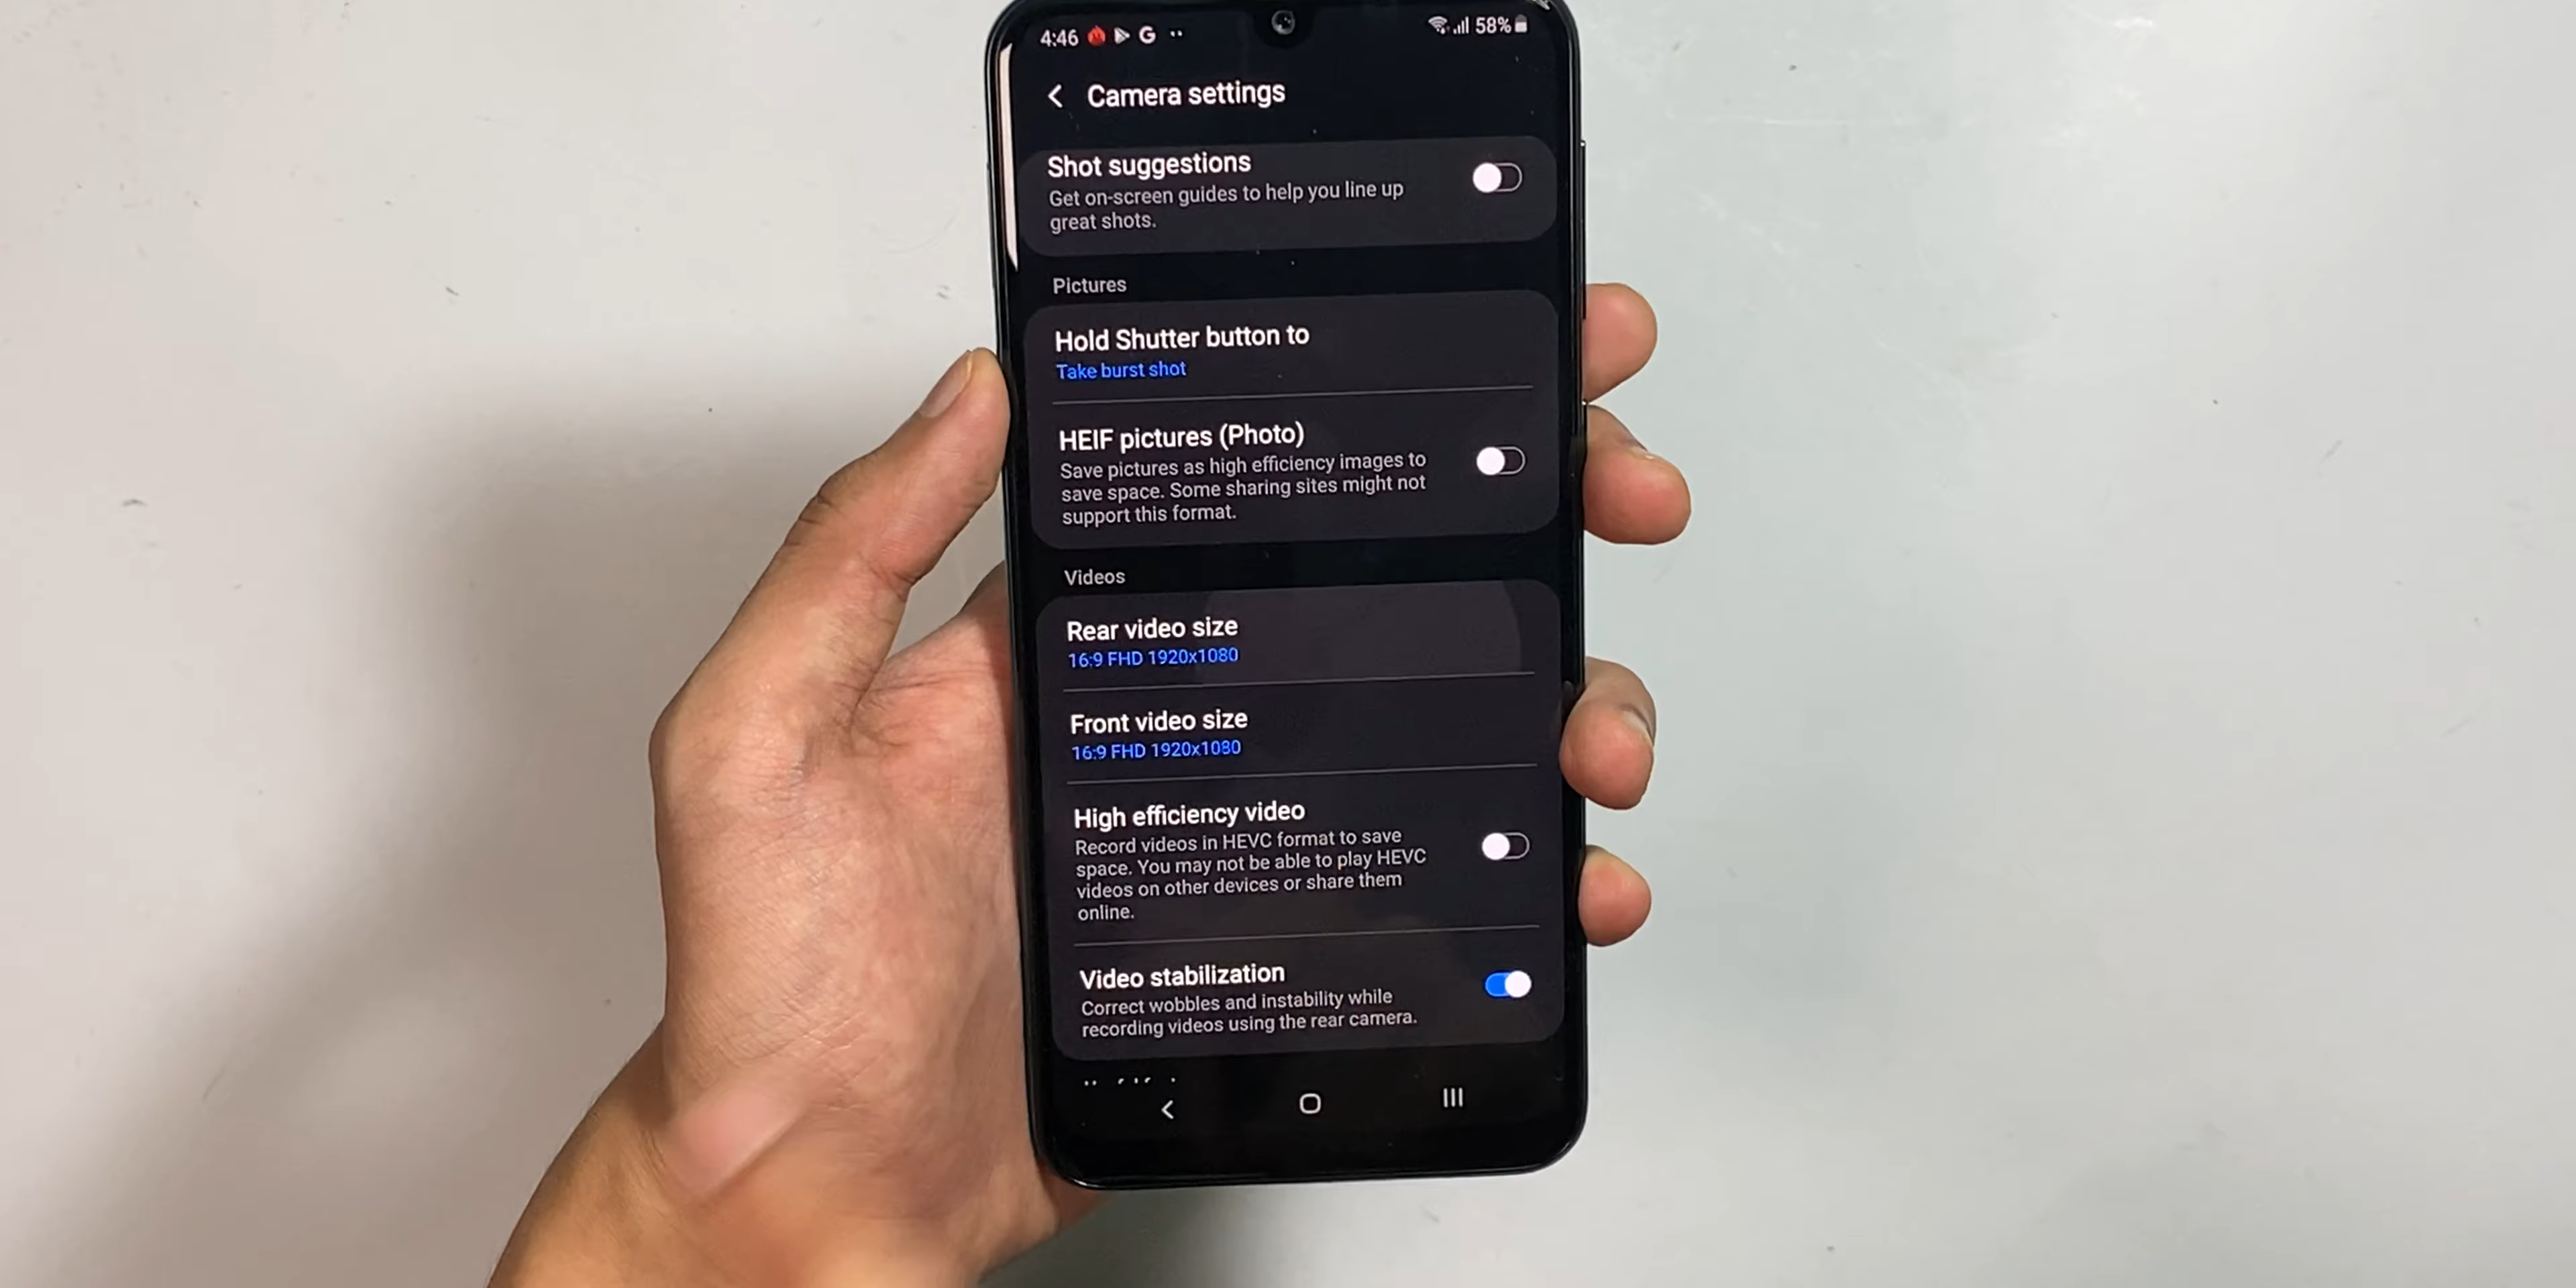 4:46 G 58%
Camera settings
Shot suggestions
Get on-screen guides to help you line up
great shots.
Pictures
Hold Shutter button to
Take burst shot
HEIF pictures (Photo)
Save pictures as high efficiency images to
save space. Some sharing sites might not
support this format.
Videos
Rear video size
16:9 FHD 1920x1080
Front video size
16:9 FHD 1920x1080
High efficiency video
Record videos in HEVC format to save
space. You may not be able to play HEVC
videos on other devices or share them
online.
Video stabilization
Correct wobbles and instability while
recording videos using the rear camera.